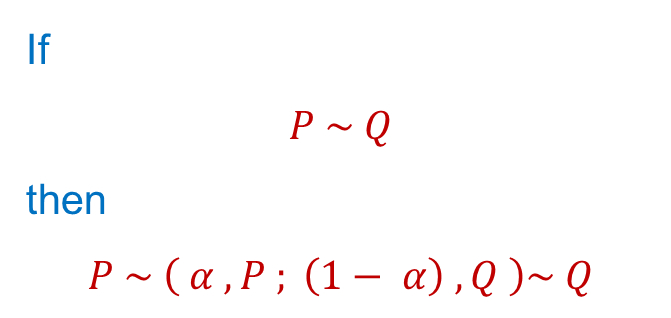 If
P ~ Q
then
P ~ ( α , P ; (1 − α) , Q )~ Q